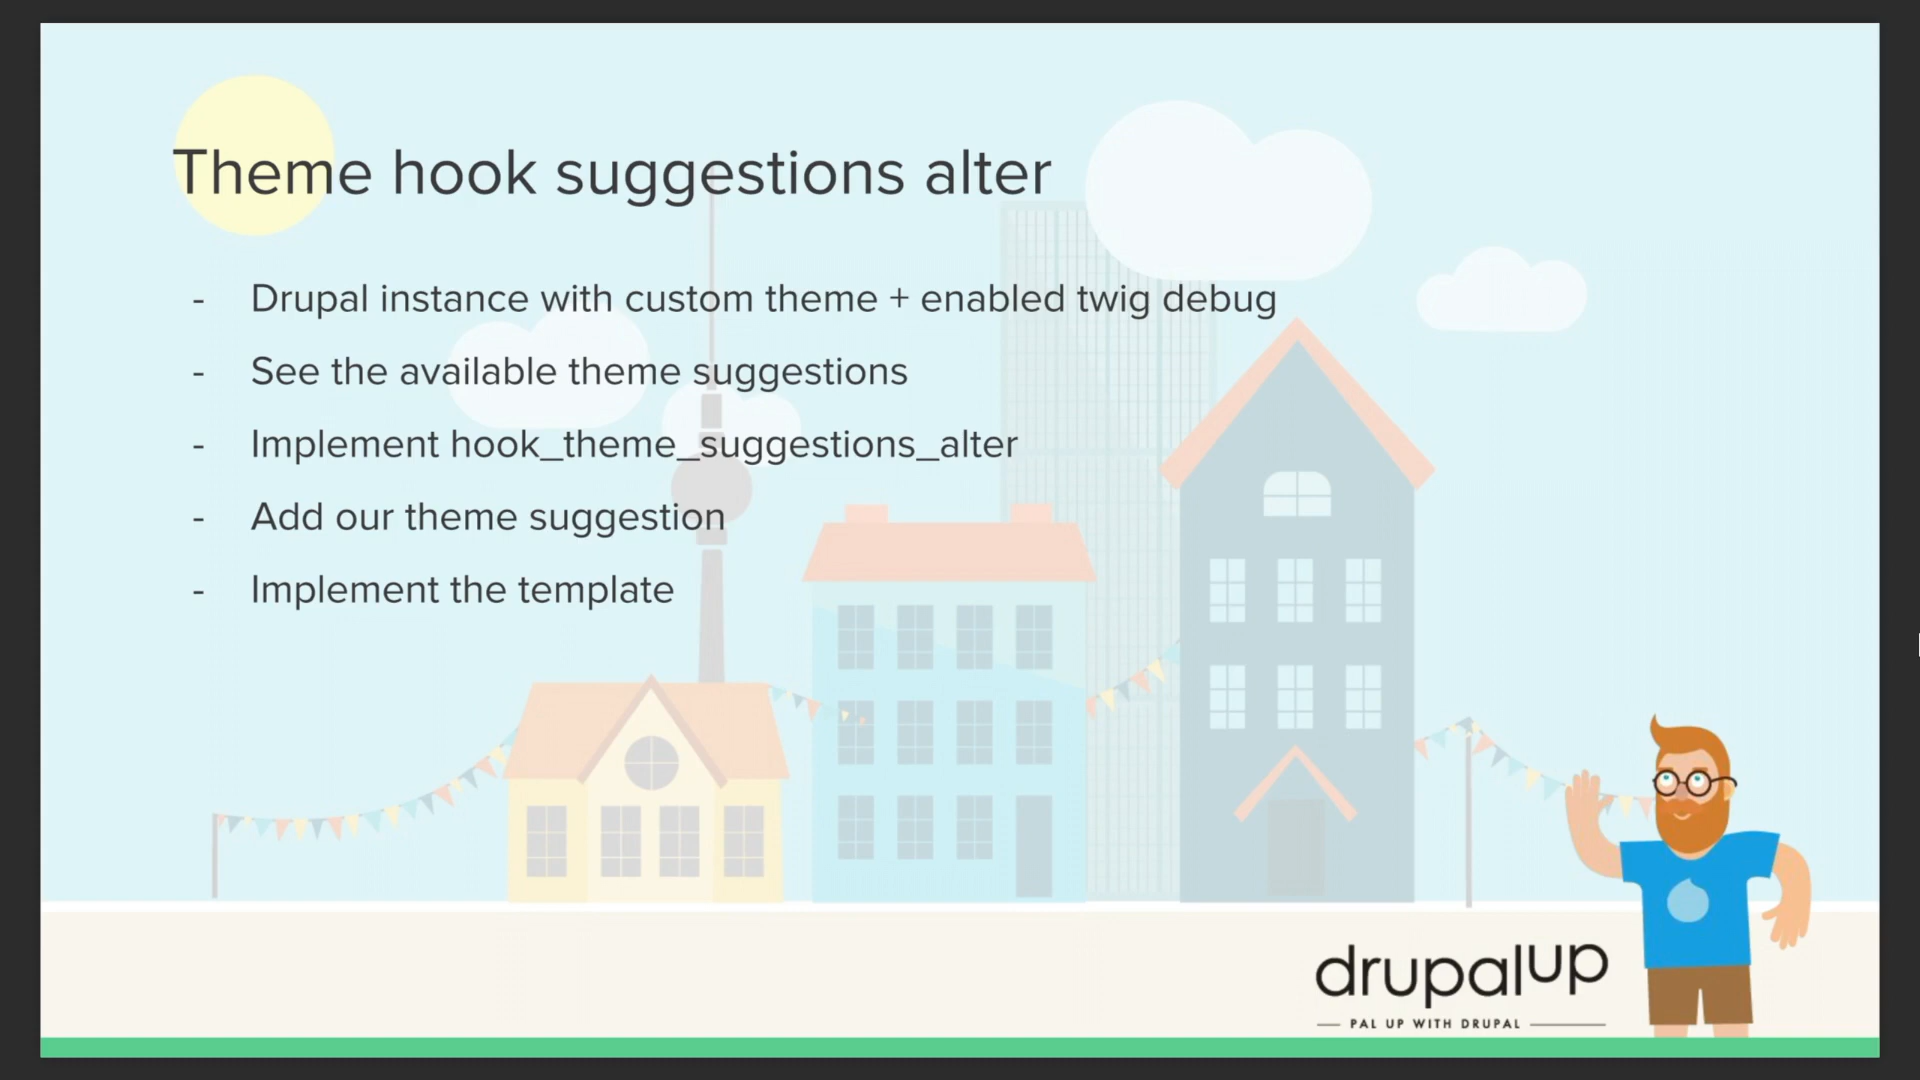 Theme hook suggestions alter
- Drupal instance with custom theme + enabled twig debug
- See the available theme suggestions
- Implement hook_theme_suggestions_alter
- Add our theme suggestion
- Implement the template
drupalup
PAL UP WITH DRUPAL